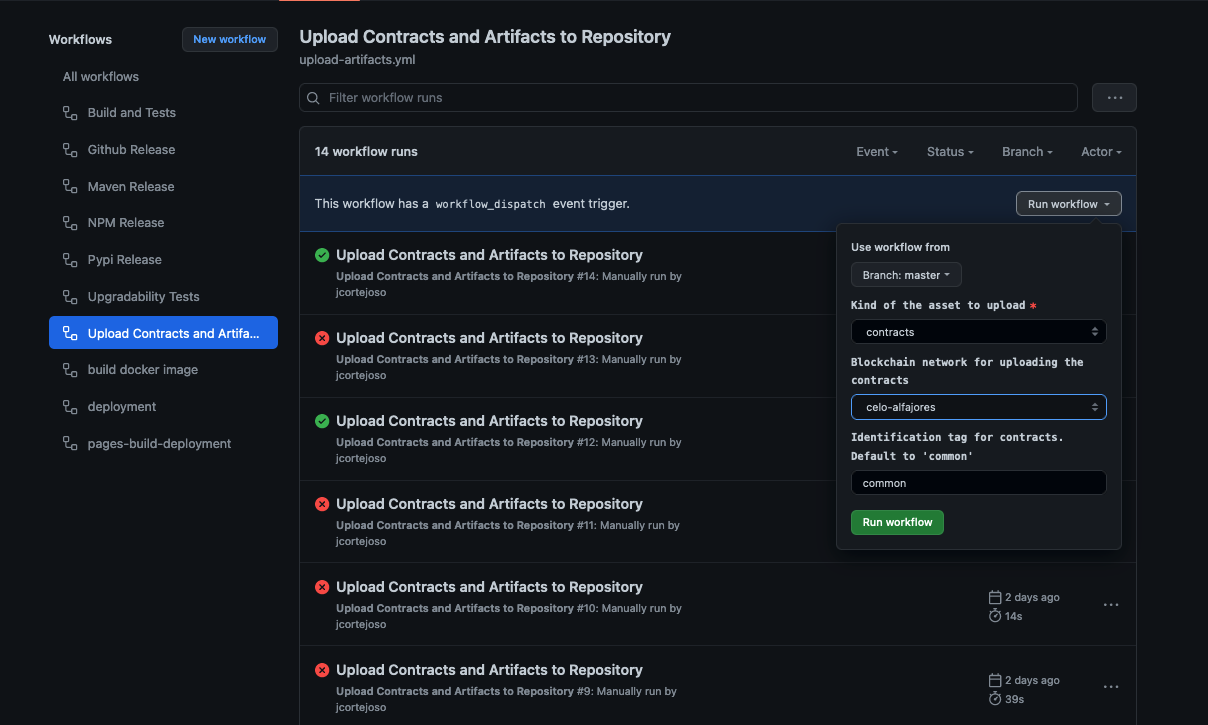 Workflows
New workflow
All workflows
Build and Tests
Github Release
Maven Release
NPM Release
Pypi Release
Upgradability Tests
Upload Contracts and Artifa...
build docker image
deployment
pages-build-deployment
Upload Contracts and Artifacts to Repository
upload-artifacts.yml
Filter workflow runs
14 workflow runs
Event
Status
Branch
Actor
This workflow has a workflow_dispatch event trigger.
Run workflow
Use workflow from
Branch: master
Kind of the asset to upload *
contracts
Blockchain network for uploading the
contracts
celo-alfajores
Identification tag for contracts.
Default to 'common'
common
Run workflow
Upload Contracts and Artifacts to Repository
Upload Contracts and Artifacts to Repository #14: Manually run by
jcortejoso
Upload Contracts and Artifacts to Repository
Upload Contracts and Artifacts to Repository #13: Manually run by
jcortejoso
Upload Contracts and Artifacts to Repository
Upload Contracts and Artifacts to Repository #12: Manually run by
jcortejoso
Upload Contracts and Artifacts to Repository
Upload Contracts and Artifacts to Repository #11: Manually run by
jcortejoso
Upload Contracts and Artifacts to Repository
Upload Contracts and Artifacts to Repository #10: Manually run by
jcortejoso
2 days ago
14s
Upload Contracts and Artifacts to Repository
Upload Contracts and Artifacts to Repository #9: Manually run by
jcortejoso
2 days ago
39s